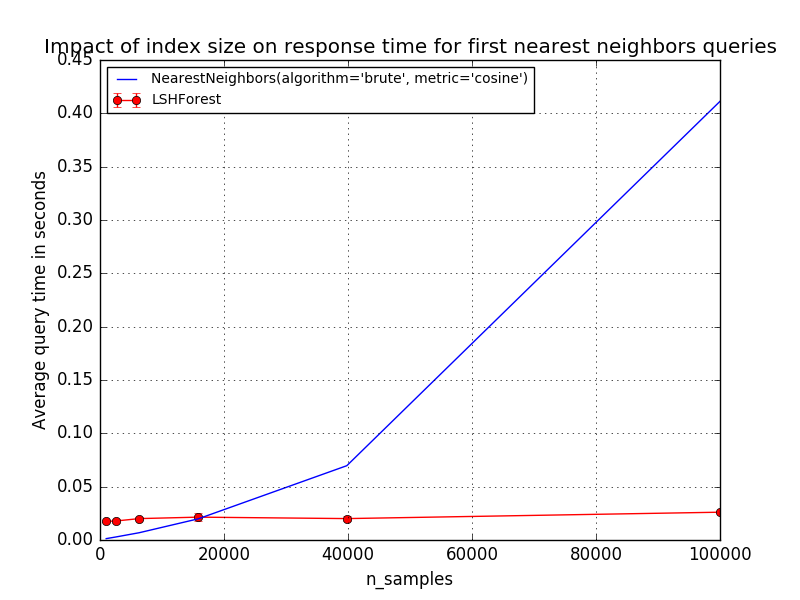 Impact of index size on response time for first nearest neighbors queries
NearestNeighbors(algorithm='brute', metric='cosine')
LSHForest
Average query time in seconds
0.45
0.40
0.35
0.30
0.25
0.20
0.15
0.10
0.05
0.00
0 20000 40000 60000 80000 100000
n_samples